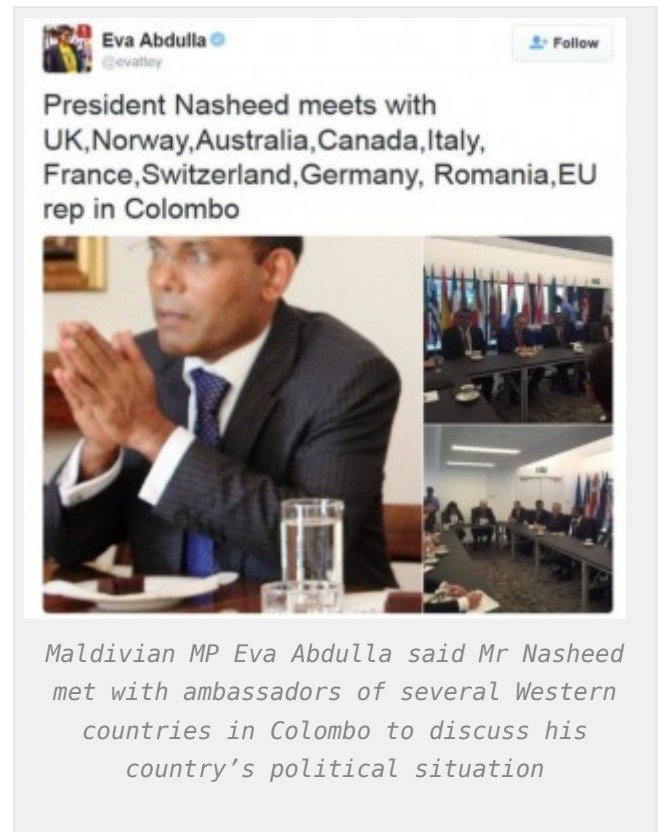 Eva Abdulla
@evattey
Follow
President Nasheed meets with
UK,Norway,Australia,Canada,Italy,
France,Switzerland,Germany, Romania,EU
rep in Colombo
Maldivian MP Eva Abdulla said Mr Nasheed
met with ambassadors of several Western
countries in Colombo to discuss his
country’s political situation